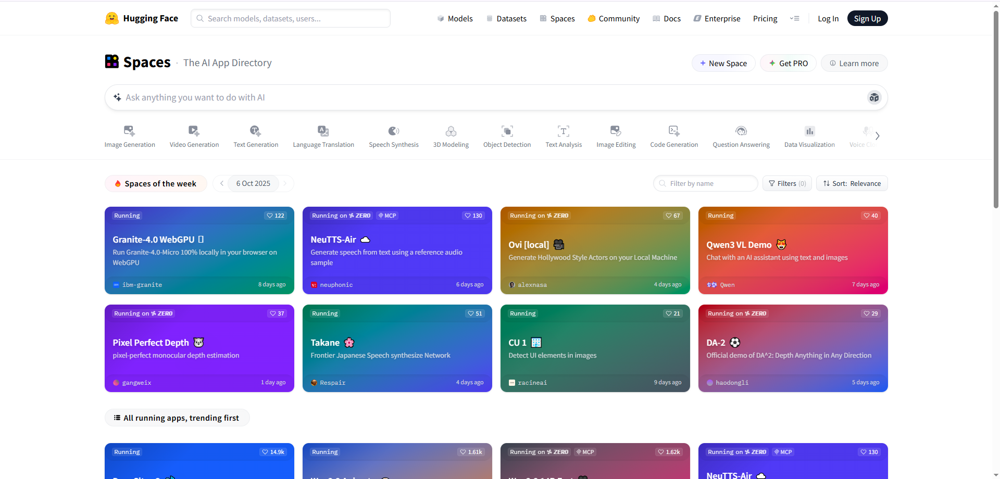 Hugging Face
Search models, datasets, users...
Models
Datasets
Spaces
Community
Docs
Enterprise
Pricing
Log In
Sign Up
Spaces · The AI App Directory
+ New Space
Get PRO
Learn more
Ask anything you want to do with AI
Image Generation
Video Generation
Text Generation
Language Translation
Speech Synthesis
3D Modeling
Object Detection
Text Analysis
Image Editing
Code Generation
Question Answering
Data Visualization
Voice
🔥 Spaces of the week
6 Oct 2025
Filter by name
Filters (0)
Sort: Relevance
Running
122
Granite-4.0 WebGPU
Run Granite-4.0-Micro 100% locally in your browser on
WebGPU
ibm-granite
8 days ago
Running on ZERO
MCP
130
NeuTTS-Air ☁️
Generate speech from text using a reference audio
sample
neuphonic
6 days ago
Running on ZERO
67
Ovi [local] 🎥
Generate Hollywood Style Actors on your Local Machine
alexnasa
4 days ago
Running
40
Qwen3 VL Demo 😻
Chat with an AI assistant using text and images
Qwen
7 days ago
Running on ZERO
37
Pixel Perfect Depth 🐨
pixel-perfect monocular depth estimation
gangweix
1 day ago
Running
51
Takane 🌸
Frontier Japanese Speech synthesize Network
Respair
4 days ago
Running
21
CU 1 🏢
Detect UI elements in images
racineai
9 days ago
Running on ZERO
29
DA-2 ⚽
Official demo of DA^2: Depth Anything in Any Direction
haodongli
5 days ago
All running apps, trending first
Running
14.9k
Running
1.61k
Running on ZERO
MCP
1.62k
Running on ZERO
MCP
130
NeuTTS-Air ☁️